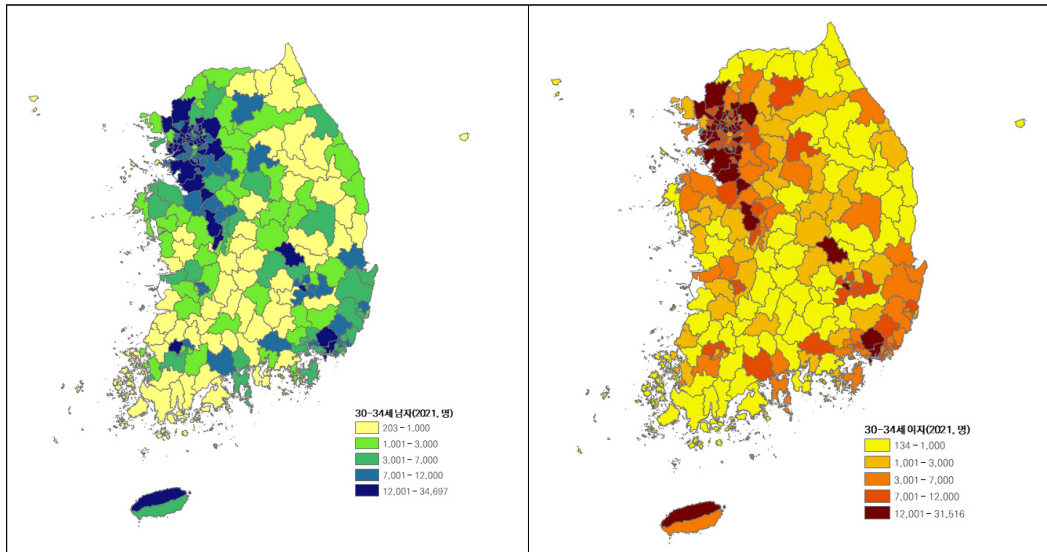 30-34세 남자(2021, 명)
203 - 1,000
1,001 - 3,000
3,001 - 7,000
7,001 - 12,000
12,001 - 34,697
30-34세 여자(2021, 명)
134 - 1,000
1,001 - 3,000
3,001 - 7,000
7,001 - 12,000
12,001 - 31,516